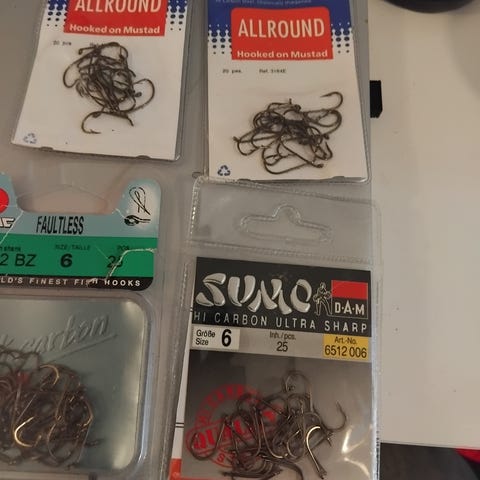 ALLROUND
Hooked on Mustad
20 pcs
ALLROUND
Hooked on Mustad
20 pcs.
FAULTLESS
SIZE/TAILLE
2 BZ
6
LD'S FINEST FISH HOOKS
carbon
SUMO
D·A·M
HI CARBON ULTRA SHARP
Größe
Size
6
Inh./pcs.
25
Art.-No.
6512 006